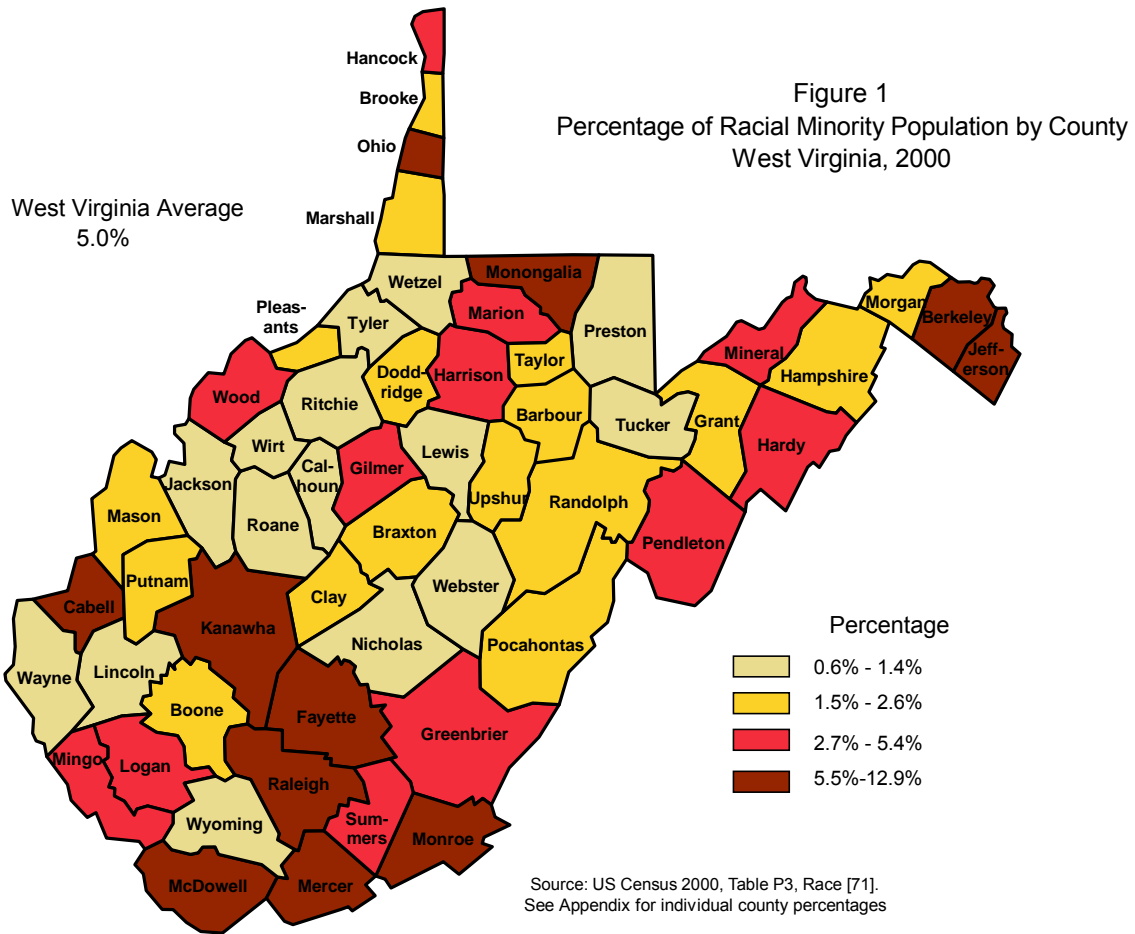 Hancock
Brooke
Ohio
Marshall
Figure 1
Percentage of Racial Minority Population by County
West Virginia, 2000
West Virginia Average
5.0%
Wetzel
Monongalia
Marion
Preston
Pleas-
ants
Tyler
Morgan
Berkeley
Jeff-
erson
Mineral
Hampshire
Wood
Ritchie
Dodd-
ridge
Harrison
Taylor
Barbour
Tucker
Grant
Hardy
Wirt
Cal-
houn
Gilmer
Lewis
Upshur
Randolph
Jackson
Roane
Mason
Braxton
Pendleton
Putnam
Clay
Webster
Cabell
Kanawha
Nicholas
Pocahontas
Wayne
Lincoln
Boone
Fayette
Greenbrier
Mingo
Logan
Raleigh
Wyoming
Sum-
mers
Monroe
McDowell
Mercer
Percentage
0.6% - 1.4%
1.5% - 2.6%
2.7% - 5.4%
5.5%-12.9%
Source: US Census 2000, Table P3, Race [71].
See Appendix for individual county percentages